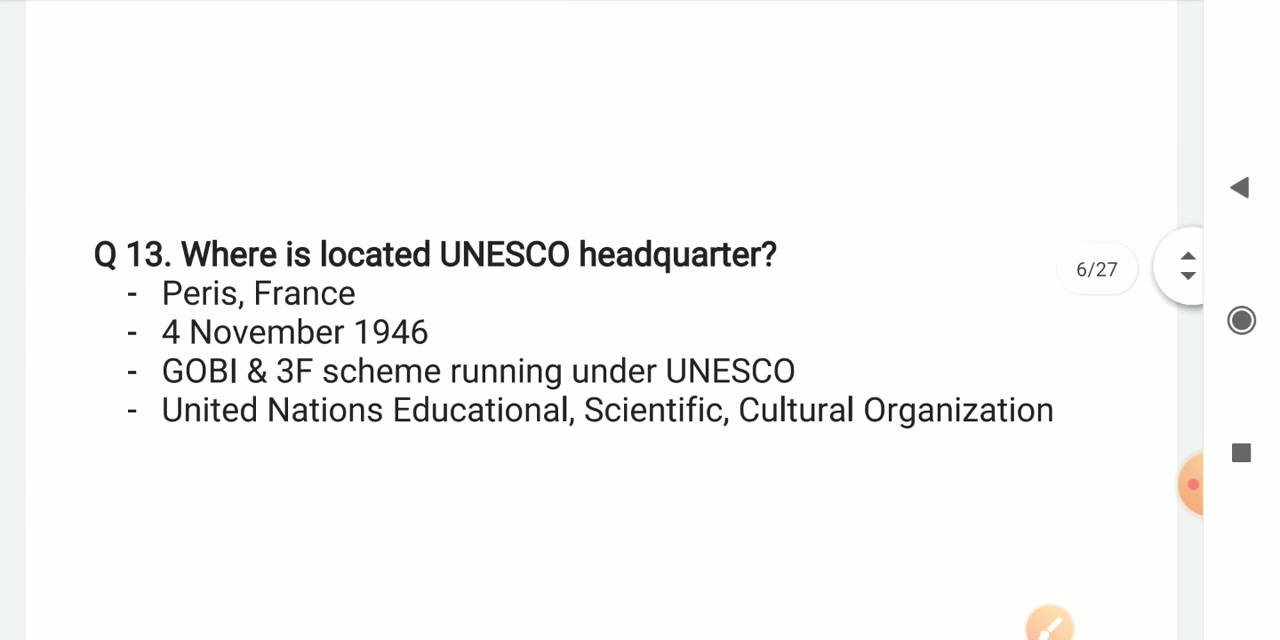 Q 13. Where is located UNESCO headquarter?
- Peris, France
- 4 November 1946
- GOBI & 3F scheme running under UNESCO
- United Nations Educational, Scientific, Cultural Organization
6/27